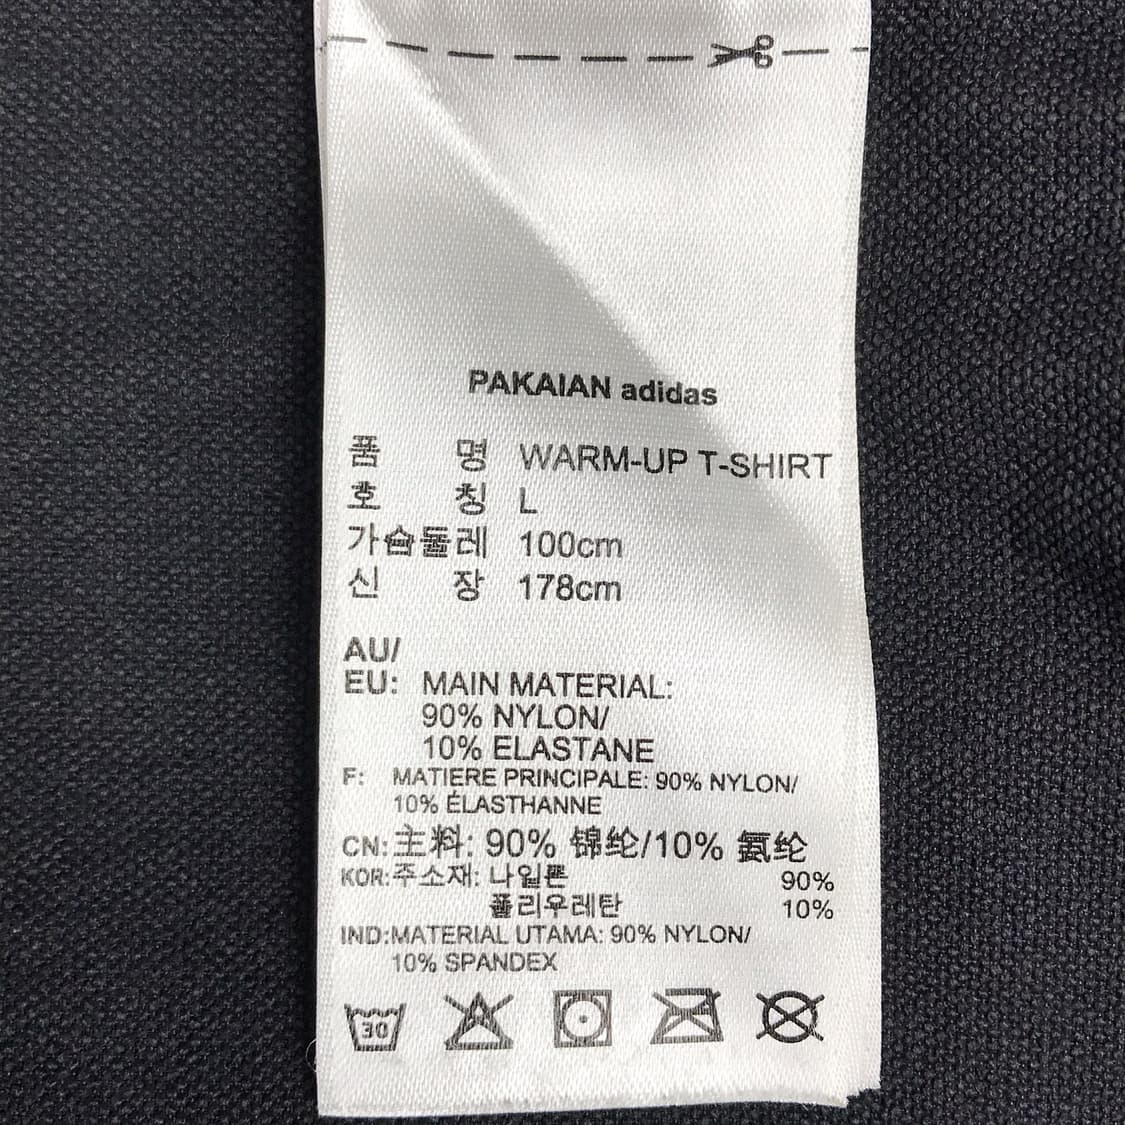 PAKAIAN adidas
품 명 WARM-UP T-SHIRT
호 칭 L
가슴둘레 100cm
신 장 178cm
AU/
EU: MAIN MATERIAL:
90% NYLON/
10% ELASTANE
F: MATIERE PRINCIPALE: 90% NYLON/
10% ÉLASTHANNE
CN: 主料: 90% 锦纶/10% 氨纶
KOR: 주소재: 나일론 90%
폴리우레탄 10%
IND: MATERIAL UTAMA: 90% NYLON/
10% SPANDEX
30